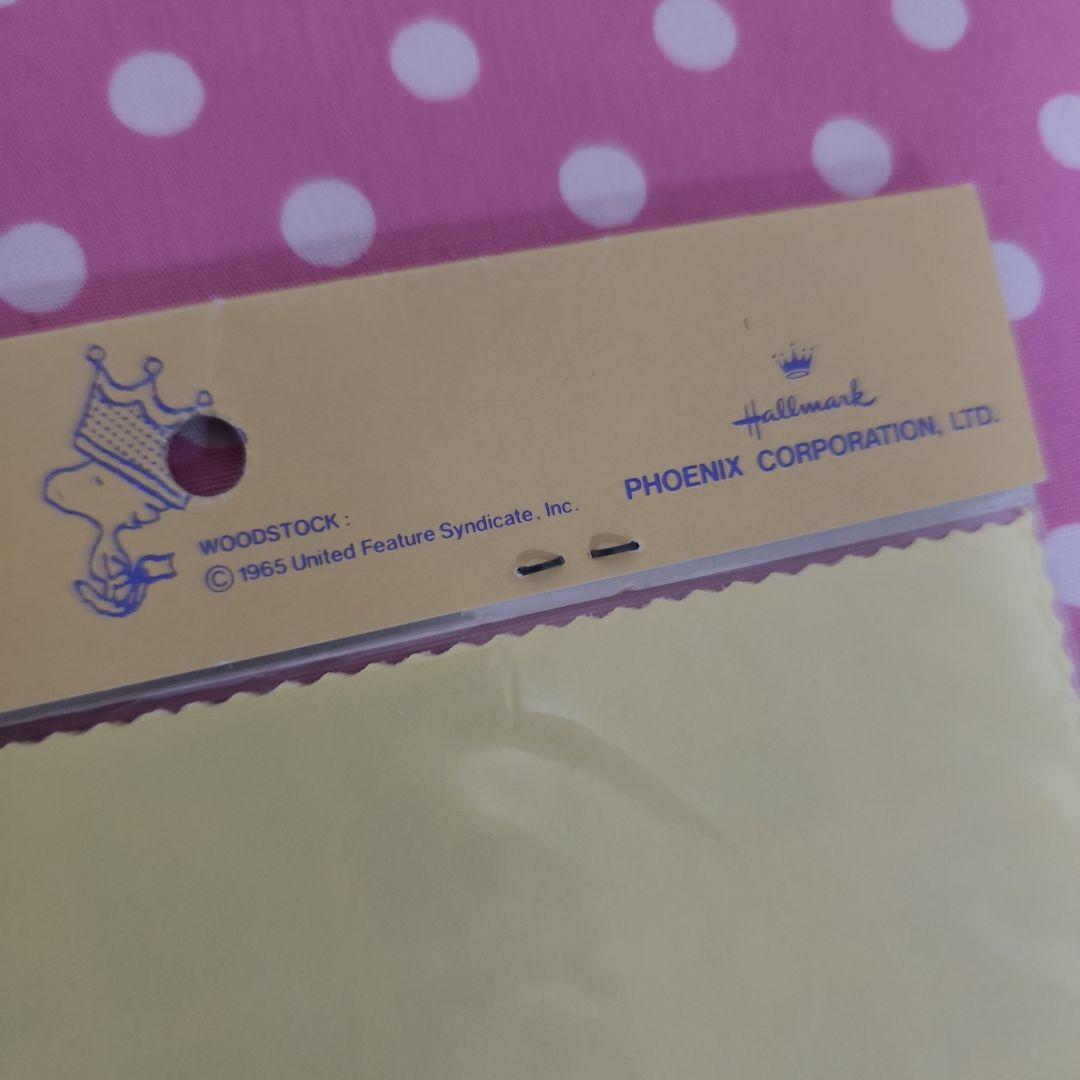 WOODSTOCK :
© 1965 United Feature Syndicate, Inc.
Hallmark
PHOENIX CORPORATION, LTD.